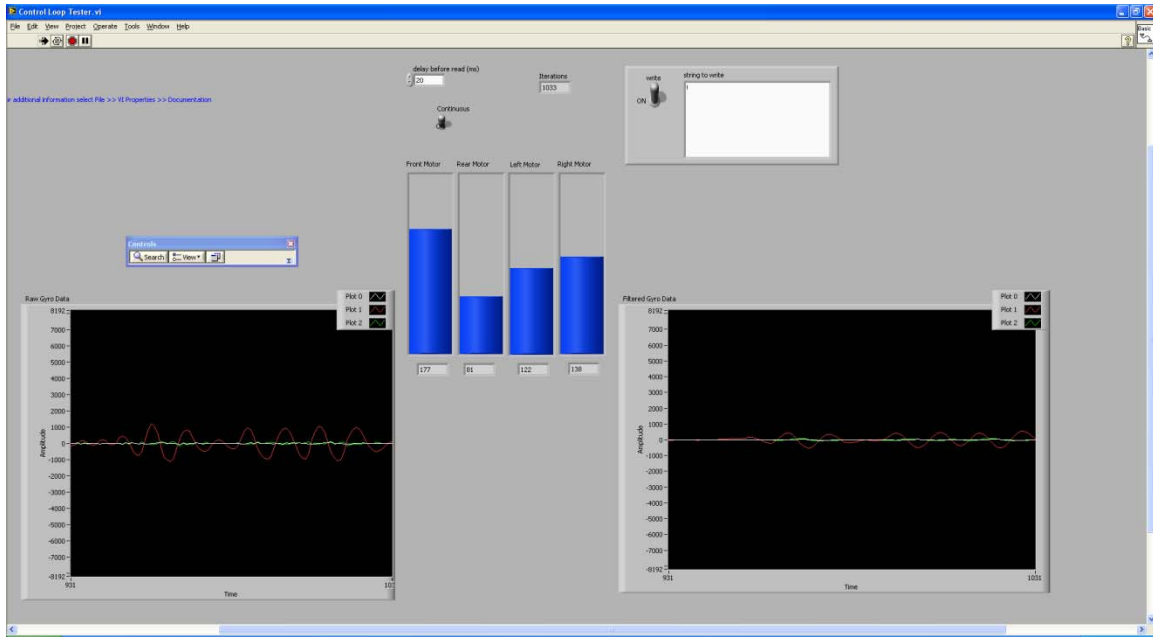 Control Loop Tester.vi
File Edit View Project Operate Tools Window Help
Basic
delay before read (ms)
20
Iterations
1033
write
ON
string to write
additional information select File >> VI Properties >> Documentation
Continuous
Front Motor Rear Motor Left Motor Right Motor
Controls
Search View
177 81 122 138
Raw Gyro Data
Plot 0
Plot 1
Plot 2
8192
7000
6000
5000
4000
3000
2000
1000
0
-1000
-2000
-3000
-4000
-5000
-6000
-7000
-8192
Amplitude
931
Time
Filtered Gyro Data
Plot 0
Plot 1
Plot 2
8192
7000
6000
5000
4000
3000
2000
1000
0
-1000
-2000
-3000
-4000
-5000
-6000
-7000
-8192
Amplitude
931 1031
Time